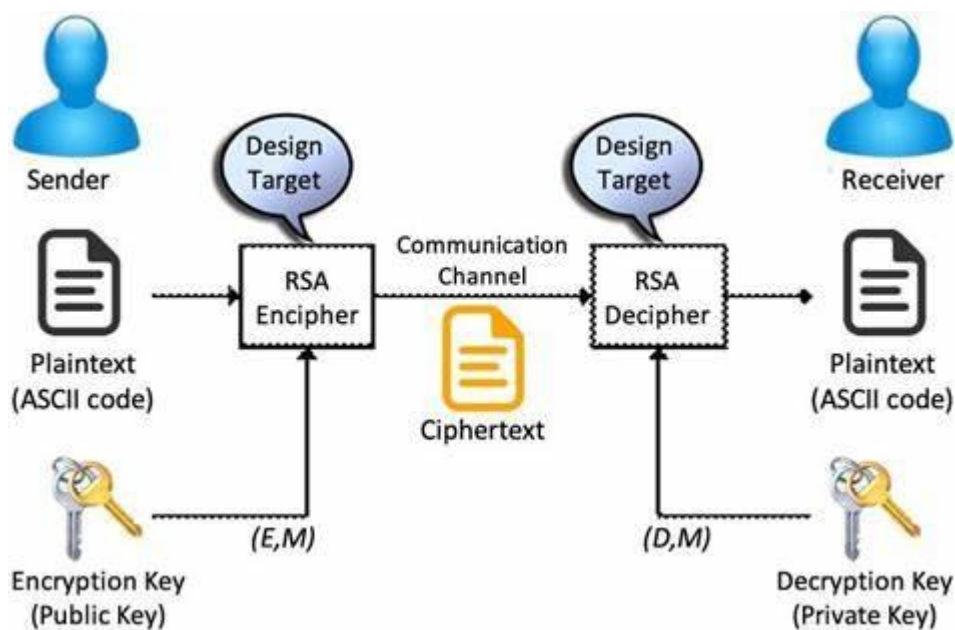 Sender
Design
Target
Design
Target
Receiver
RSA
Encipher
Communication
Channel
RSA
Decipher
Plaintext
(ASCII code)
Ciphertext
Plaintext
(ASCII code)
(E,M)
(D,M)
Encryption Key
(Public Key)
Decryption Key
(Private Key)